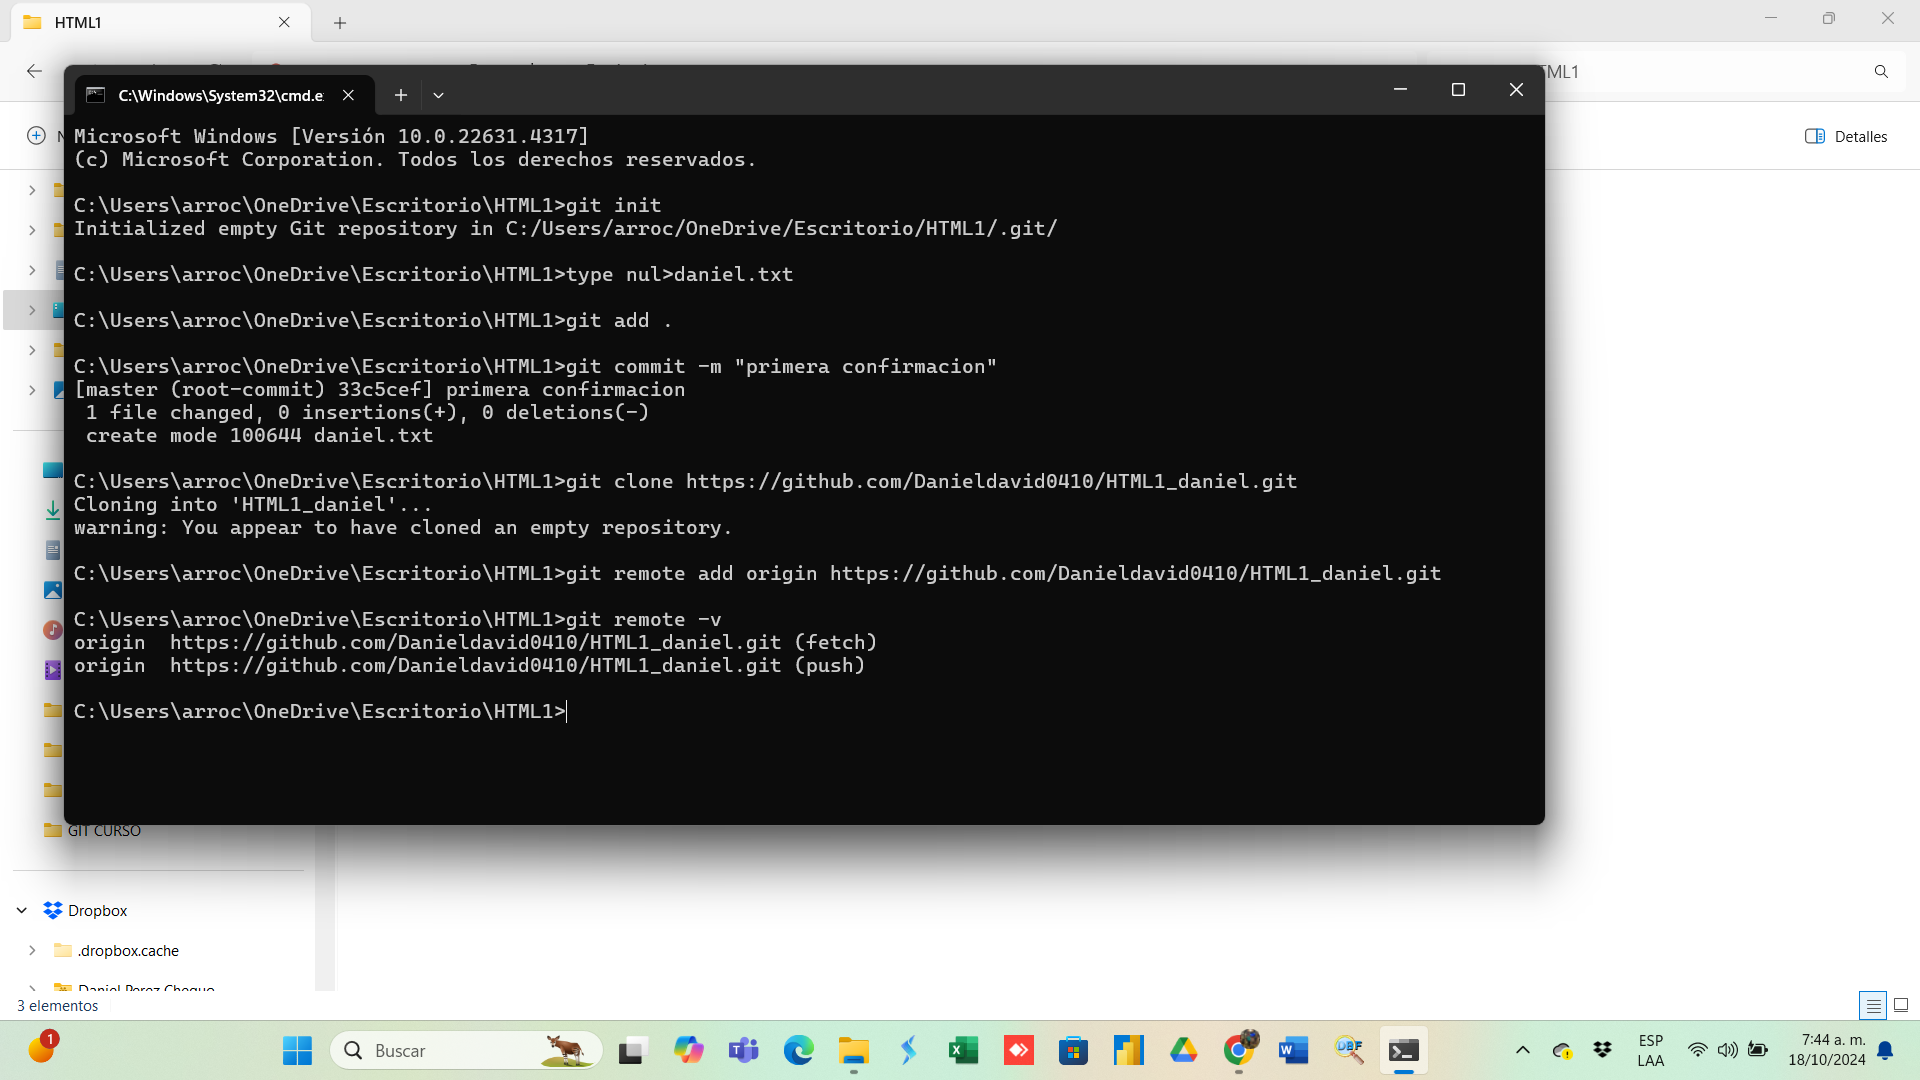 HTML1
TML1
C:\Windows\System32\cmd.e
Detalles
Microsoft Windows [Versión 10.0.22631.4317]
(c) Microsoft Corporation. Todos los derechos reservados.
C:\Users\arroc\OneDrive\Escritorio\HTML1>git init
Initialized empty Git repository in C:/Users/arroc/OneDrive/Escritorio/HTML1/.git/
C:\Users\arroc\OneDrive\Escritorio\HTML1>type nul>daniel.txt
C:\Users\arroc\OneDrive\Escritorio\HTML1>git add .
C:\Users\arroc\OneDrive\Escritorio\HTML1>git commit -m "primera confirmacion"
[master (root-commit) 33c5cef] primera confirmacion
1 file changed, 0 insertions(+), 0 deletions(-)
create mode 100644 daniel.txt
C:\Users\arroc\OneDrive\Escritorio\HTML1>git clone https://github.com/Danieldavid0410/HTML1_daniel.git
Cloning into 'HTML1_daniel'...
warning: You appear to have cloned an empty repository.
C:\Users\arroc\OneDrive\Escritorio\HTML1>git remote add origin https://github.com/Danieldavid0410/HTML1_daniel.git
C:\Users\arroc\OneDrive\Escritorio\HTML1>git remote -v
origin  https://github.com/Danieldavid0410/HTML1_daniel.git (fetch)
origin  https://github.com/Danieldavid0410/HTML1_daniel.git (push)
C:\Users\arroc\OneDrive\Escritorio\HTML1>
GIT CURSO
Dropbox
.dropbox.cache
Daniel Perez Chequo
3 elementos
1
Buscar
DBF
ESP
LAA
7:44 a. m.
18/10/2024